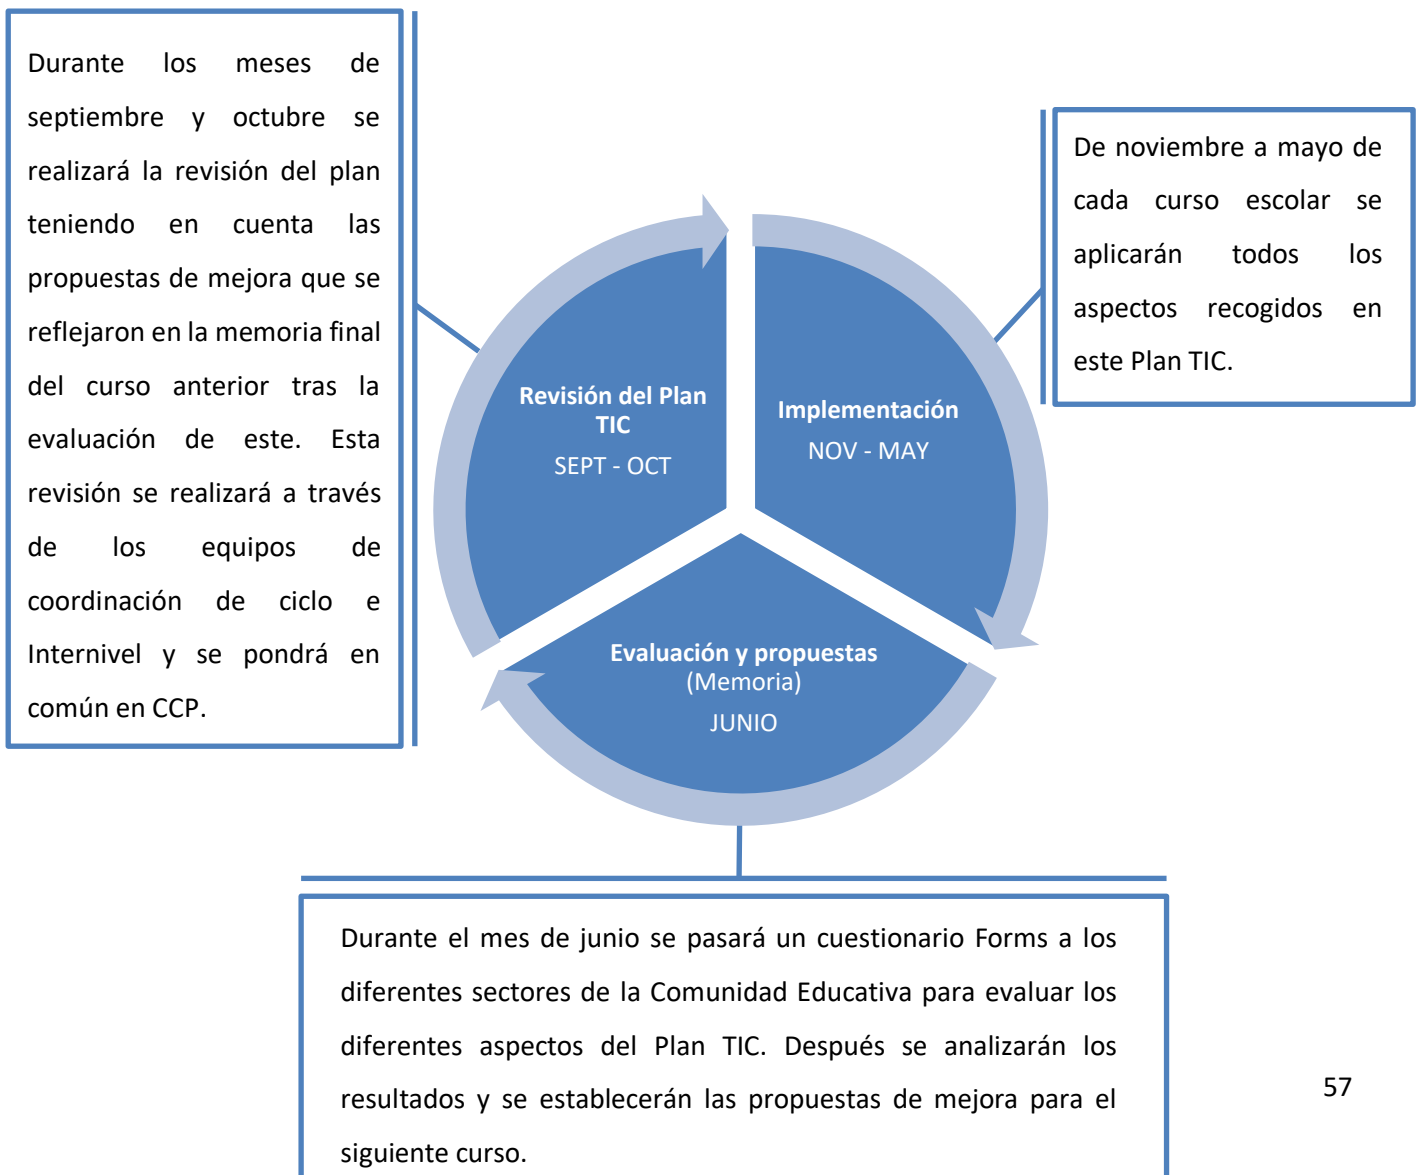 Durante los meses de
septiembre y octubre se
realizará la revisión del plan
teniendo en cuenta las
propuestas de mejora que se
reflejaron en la memoria final
del curso anterior tras la
evaluación de este. Esta
revisión se realizará a través
de los equipos de
coordinación de ciclo e
Internivel y se pondrá en
común en CCP.
De noviembre a mayo de
cada curso escolar se
aplicarán todos los
aspectos recogidos en
este Plan TIC.
Revisión del Plan
TIC
SEPT - OCT
Implementación
NOV - MAY
Evaluación y propuestas
(Memoria)
JUNIO
Durante el mes de junio se pasará un cuestionario Forms a los
diferentes sectores de la Comunidad Educativa para evaluar los
diferentes aspectos del Plan TIC. Después se analizarán los
resultados y se establecerán las propuestas de mejora para el
siguiente curso.
57